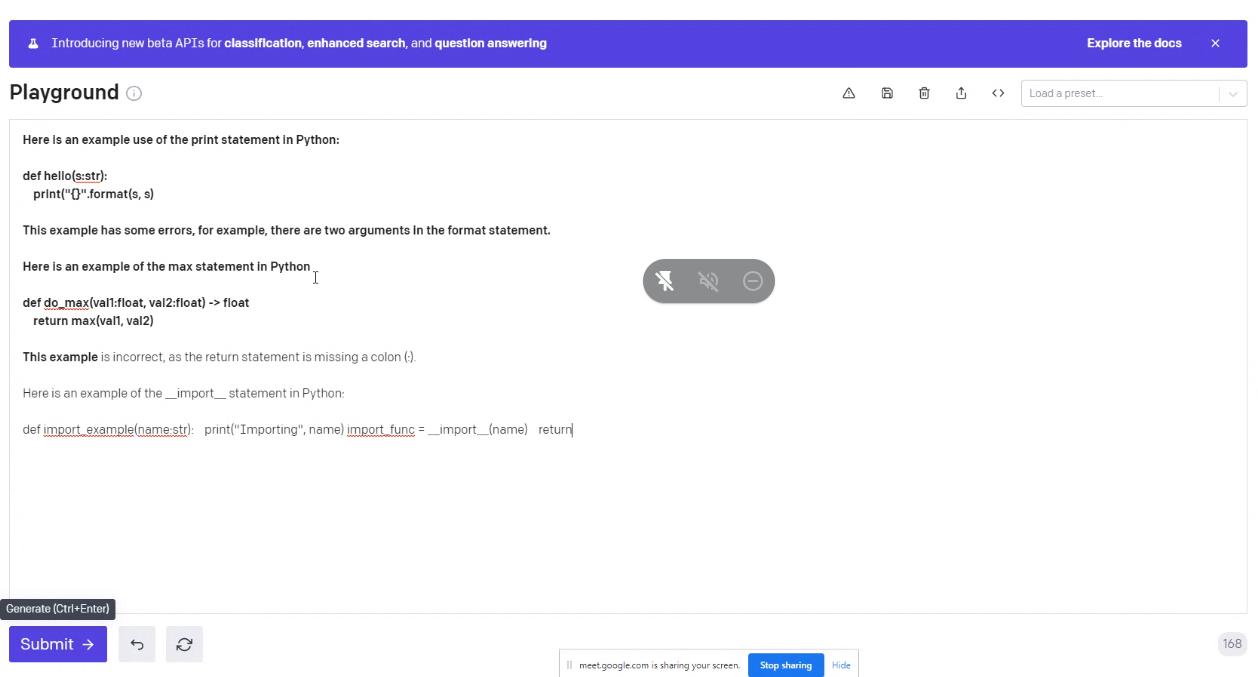 Introducing new beta APIs for classification, enhanced search, and question answering
Explore the docs
Playground
Load a preset...
Here is an example use of the print statement in Python:
def hello(s:str):
print("{}".format(s, s)
This example has some errors, for example, there are two arguments in the format statement.
Here is an example of the max statement in Python
def do_max(val1:float, val2:float) -> float
return max(val1, val2)
This example is incorrect, as the return statement is missing a colon (:).
Here is an example of the __import__ statement in Python:
def import_example(name:str):   print("Importing", name) import_func = __import__(name)   return
Generate (Ctrl+Enter)
Submit
168
meet.google.com is sharing your screen.
Stop sharing
Hide